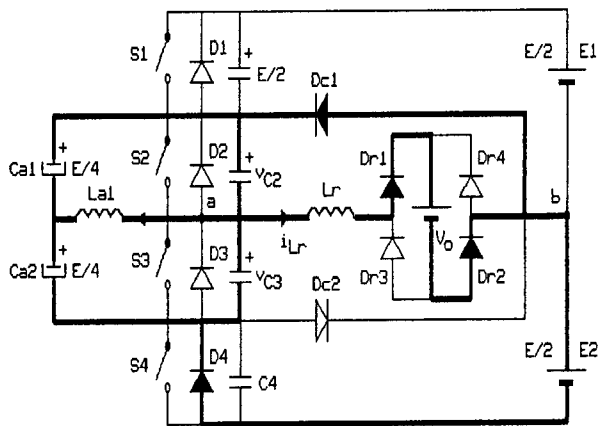 S1
D1
+
E/2
E/2
E1
Dc1
Ca1
+
E/4
S2
D2
+
vC2
Dr1
Dr4
La1
a
Lr
b
iLr
Vo
Ca2
+
E/4
S3
D3
+
vC3
Dr3
Dr2
Dc2
S4
D4
C4
E/2
E2